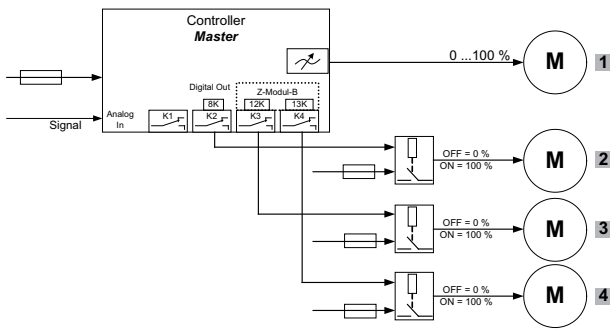 Controller
Master
0 ...100 % M 1
Digital Out Z-Modul-B
8K 12K 13K
Signal Analog In K1 K2 K3 K4
OFF = 0 %
ON = 100 % M 2
OFF = 0 %
ON = 100 % M 3
OFF = 0 %
ON = 100 % M 4